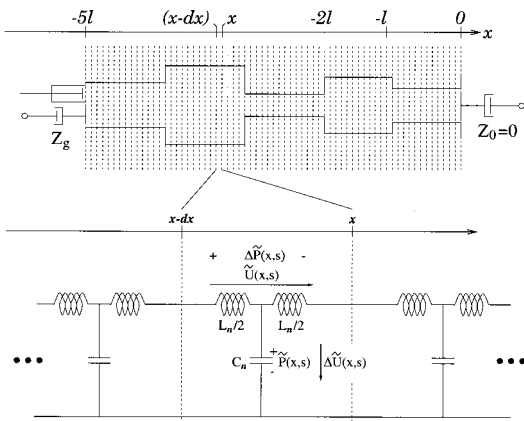 -5l (x-dx) x -2l -l 0
x
Z_g Z_0=0
x-dx x
+ ΔP̃(x,s) -
Ũ(x,s)
L_n/2 L_n/2
C_n + P̃(x,s) ΔŨ(x,s)
-